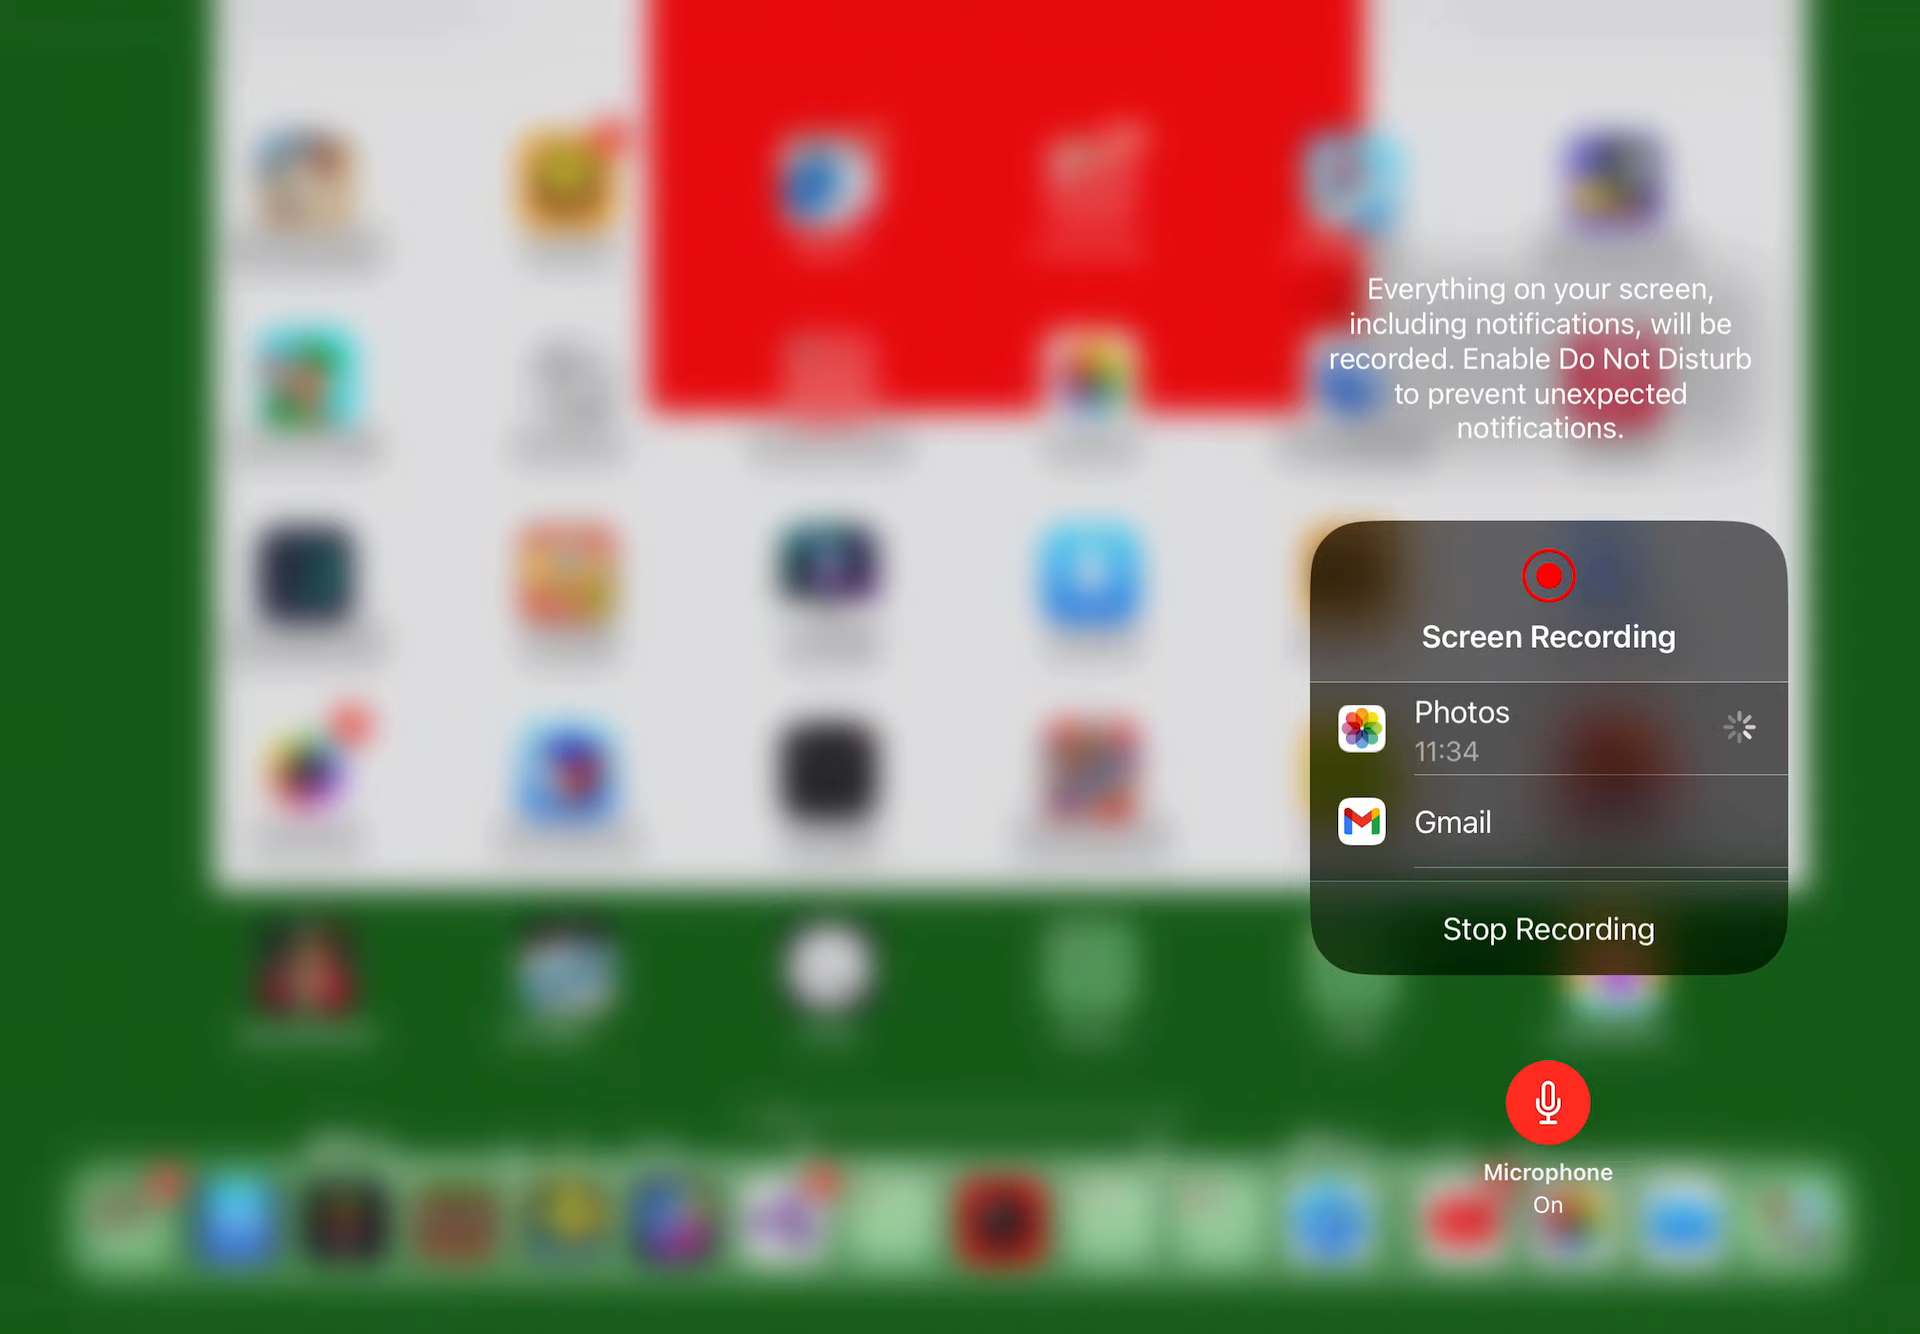 Everything on your screen,
including notifications, will be
recorded. Enable Do Not Disturb
to prevent unexpected
notifications.
Screen Recording
Photos
11:34
Gmail
Stop Recording
Microphone
On